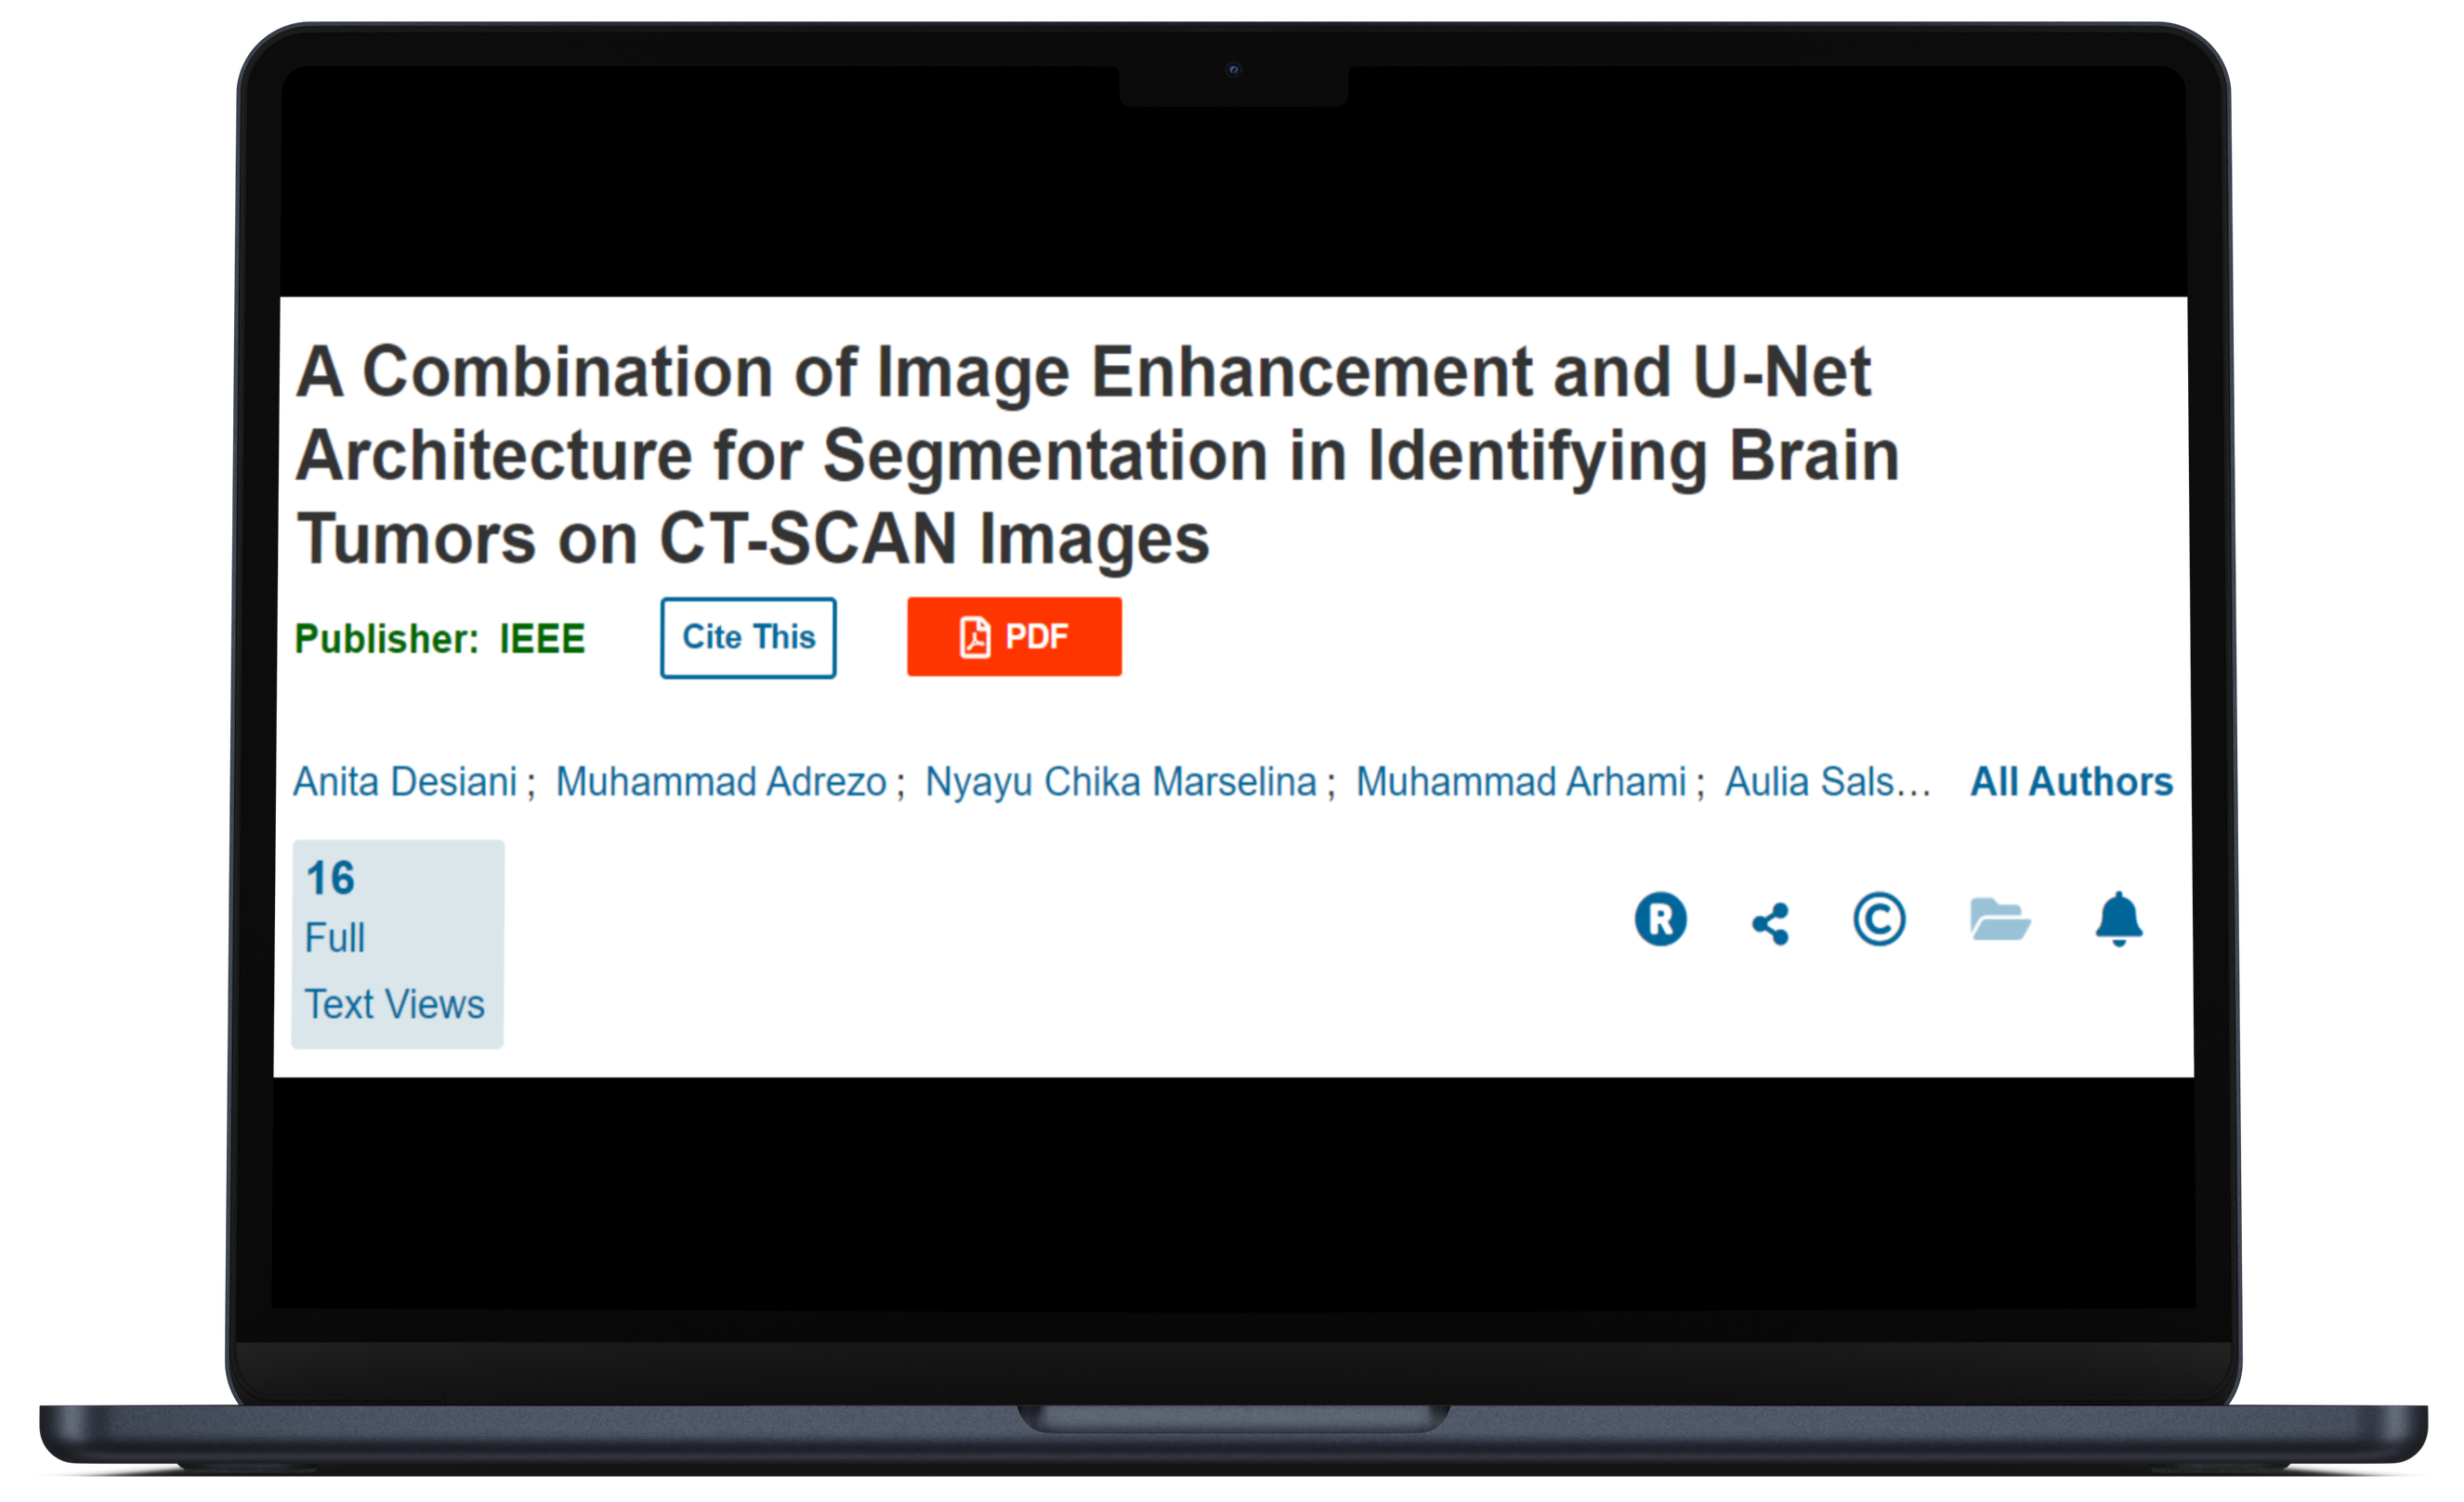 A Combination of Image Enhancement and U-Net
Architecture for Segmentation in Identifying Brain
Tumors on CT-SCAN Images
Publisher: IEEE Cite This PDF
Anita Desiani ; Muhammad Adrezo ; Nyayu Chika Marselina ; Muhammad Arhami ; Aulia Sals... All Authors
16
Full
Text Views
R C